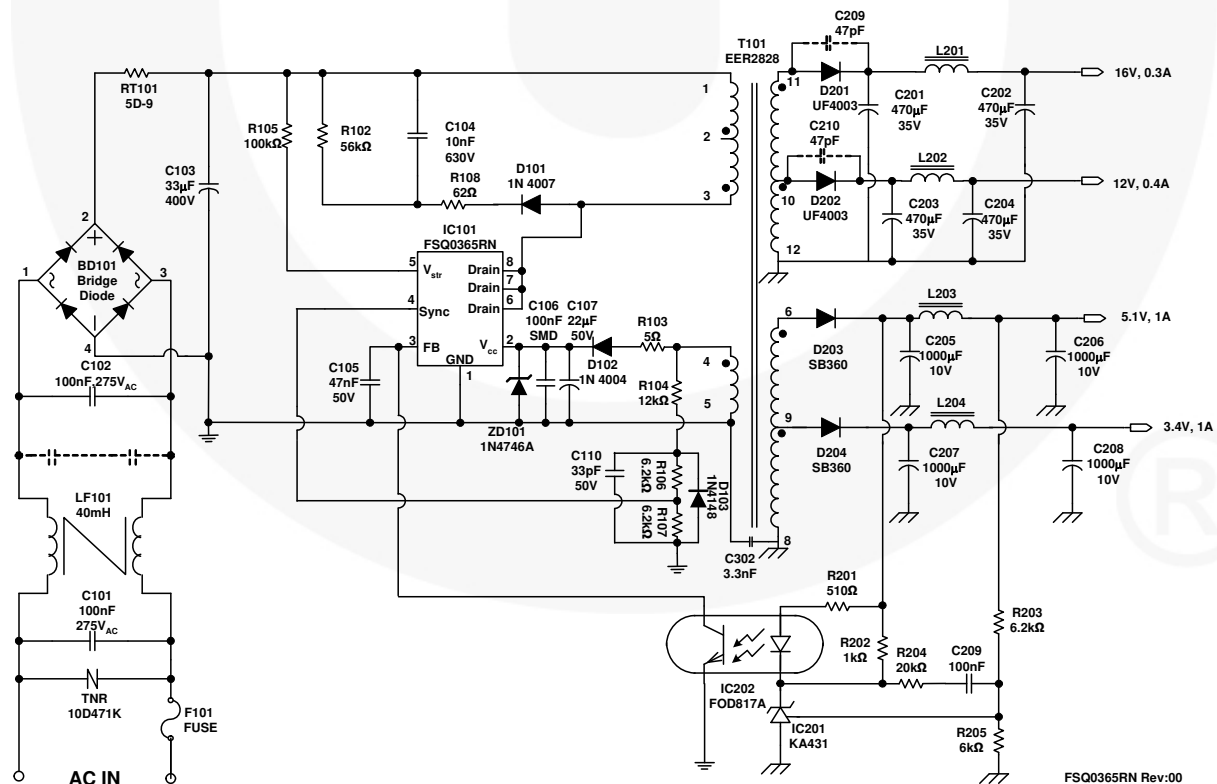 C209
47pF
T101
EER2828
L201
16V, 0.3A
RT101
5D-9
1
11
D201
UF4003
C201
470µF
35V
C202
470µF
35V
R105
100kΩ
R102
56kΩ
C104
10nF
630V
2
C210
47pF
L202
C103
33µF
400V
R108
62Ω
D101
1N 4007
3
10
12V, 0.4A
D202
UF4003
C203
470µF
35V
C204
470µF
35V
2
IC101
FSQ0365RN
12
1
BD101
Bridge
Diode
3
5
Vstr
Drain
8
Drain
7
4
Sync
Drain
6
L203
6
5.1V, 1A
C106
100nF
SMD
C107
22µF
50V
R103
5Ω
3
FB
Vcc
2
GND
1
4
D203
SB360
C205
1000µF
10V
C206
1000µF
10V
4
C102
100nF,275VAC
C105
47nF
50V
D102
1N 4004
R104
12kΩ
5
L204
9
3.4V, 1A
ZD101
1N4746A
D204
SB360
C207
1000µF
10V
C208
1000µF
10V
C110
33pF
50V
R106
6.2kΩ
R107
6.2kΩ
D103
1N4148
LF101
40mH
8
C302
3.3nF
R201
510Ω
C101
100nF
275VAC
R203
6.2kΩ
R202
1kΩ
R204
20kΩ
C209
100nF
TNR
10D471K
F101
FUSE
IC202
FOD817A
IC201
KA431
R205
6kΩ
AC IN
FSQ0365RN Rev:00
®